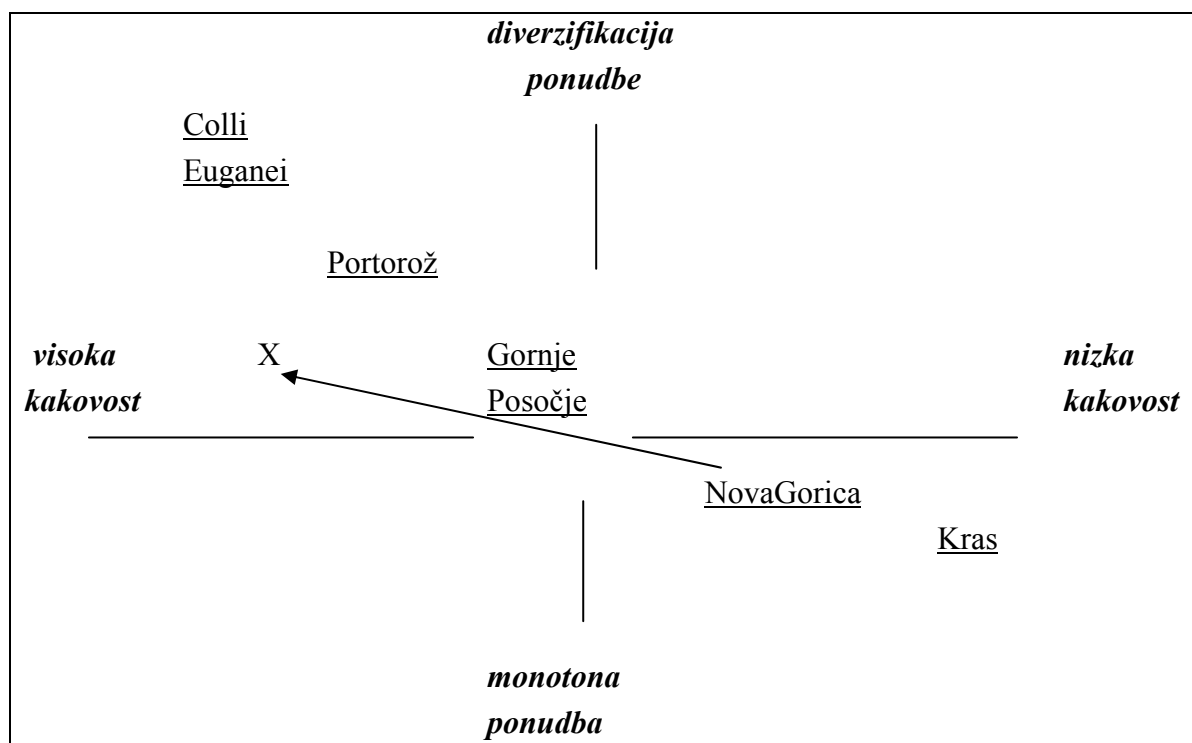 diverzifikacija
ponudbe
Colli
Euganei
Portorož
visoka
kakovost
X
Gornje
Posočje
nizka
kakovost
NovaGorica
Kras
monotona
ponudba